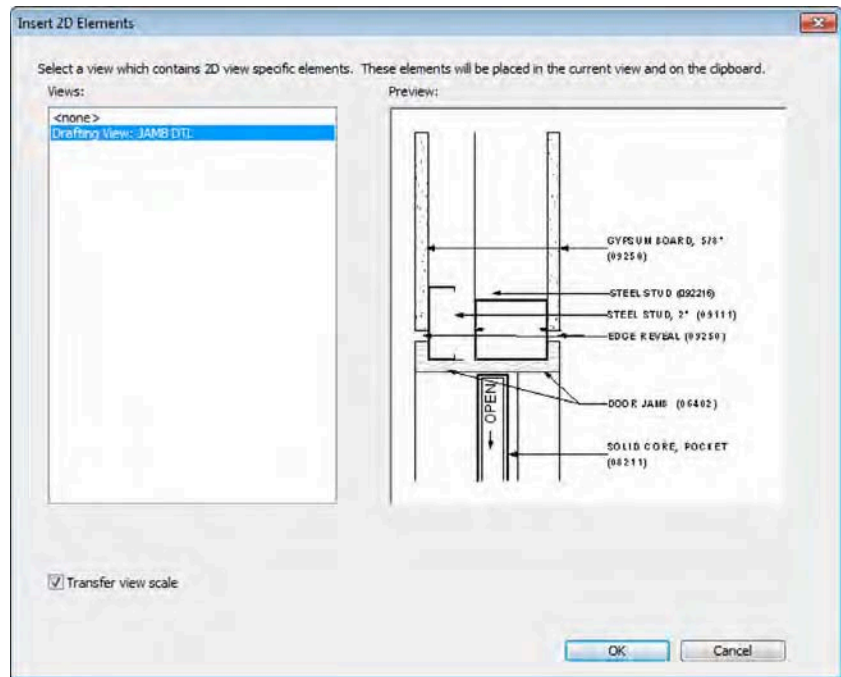 Insert 2D Elements
Select a view which contains 2D view specific elements. These elements will be placed in the current view and on the clipboard.
Views:
Preview:
<none>
Drafting View: JAMB DTL
GYPSUM BOARD, 5/8"
(09250)
STEEL STUD (092216)
STEEL STUD, 2" (09111)
EDGE REVEAL (09250)
DOOR JAMB (06402)
OPEN
SOLID CORE, POCKET
(08211)
Transfer view scale
OK
Cancel